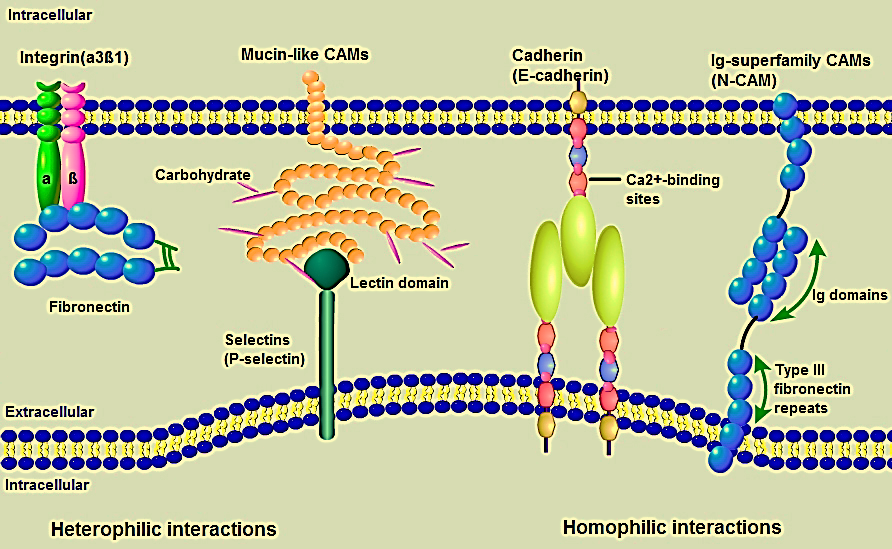 Intracellular
Integrin(a3ß1)
Mucin-like CAMs
Cadherin
(E-cadherin)
Ig-superfamily CAMs
(N-CAM)
Carbohydrate
a
ß
Ca2+-binding
sites
Fibronectin
Lectin domain
Ig domains
Selectins
(P-selectin)
Type III
fibronectin
repeats
Extracellular
Intracellular
Heterophilic interactions
Homophilic interactions